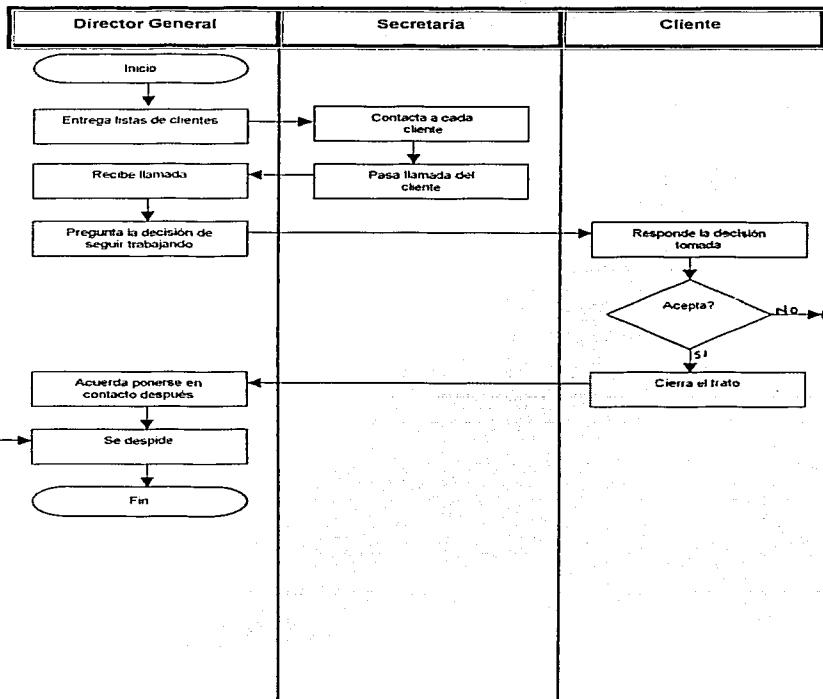 Director General
Secretaría
Cliente
Inicio
Entrega listas de clientes
Contacta a cada
cliente
Recibe llamada
Pasa llamada del
cliente
Pregunta la decisión de
seguir trabajando
Responde la decisión
tomada
Acepta?
No
SI
Acuerda ponerse en
contacto después
Cierra el trato
Se despide
Fin